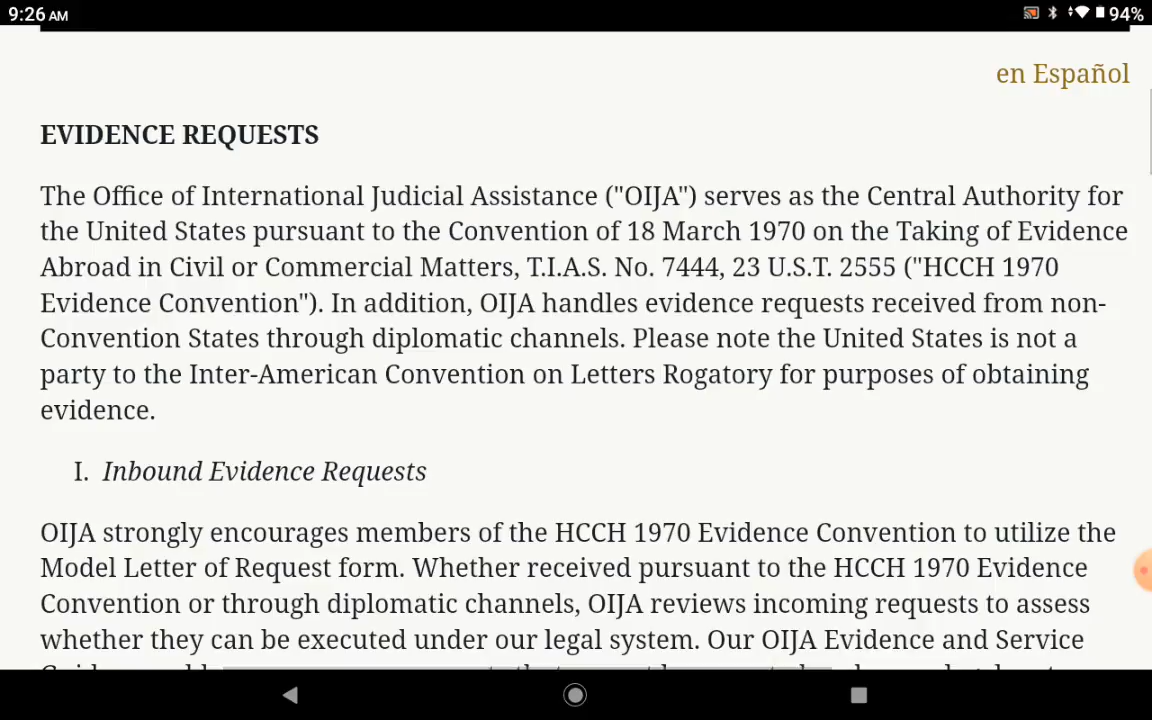 9:26 AM
94%
en Español
EVIDENCE REQUESTS
The Office of International Judicial Assistance ("OIJA") serves as the Central Authority for
the United States pursuant to the Convention of 18 March 1970 on the Taking of Evidence
Abroad in Civil or Commercial Matters, T.I.A.S. No. 7444, 23 U.S.T. 2555 ("HCCH 1970
Evidence Convention"). In addition, OIJA handles evidence requests received from non-
Convention States through diplomatic channels. Please note the United States is not a
party to the Inter-American Convention on Letters Rogatory for purposes of obtaining
evidence.
I. Inbound Evidence Requests
OIJA strongly encourages members of the HCCH 1970 Evidence Convention to utilize the
Model Letter of Request form. Whether received pursuant to the HCCH 1970 Evidence
Convention or through diplomatic channels, OIJA reviews incoming requests to assess
whether they can be executed under our legal system. Our OIJA Evidence and Service